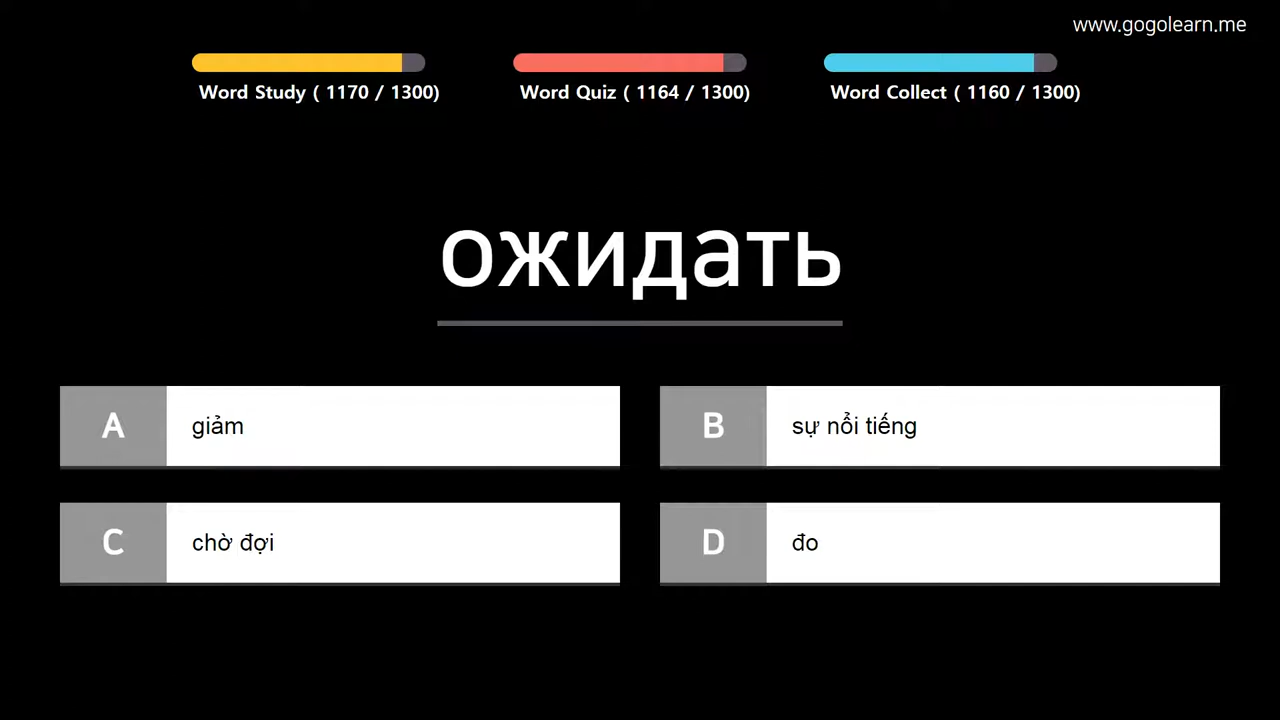 www.gogolearn.me
Word Study ( 1170 / 1300)
Word Quiz ( 1164 / 1300)
Word Collect ( 1160 / 1300)
ожидать
A giảm
B sự nổi tiếng
C chờ đợi
D đo